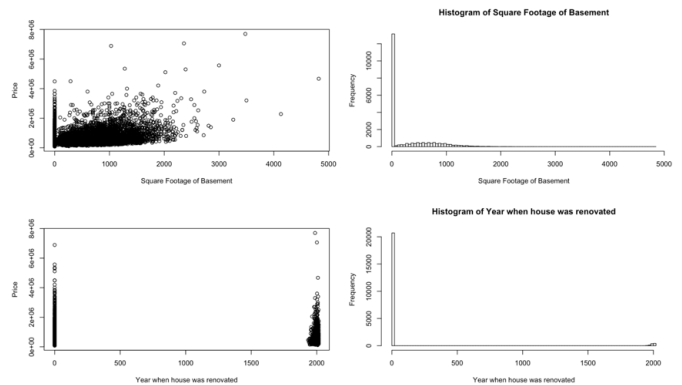 Histogram of Square Footage of Basement
Price
0e+00 2e+06 4e+06 6e+06 8e+06
0 1000 2000 3000 4000 5000
Square Footage of Basement
Frequency
0 2000 6000 10000
0 1000 2000 3000 4000 5000
Square Footage of Basement
Histogram of Year when house was renovated
Price
0e+00 2e+06 4e+06 6e+06 8e+06
0 500 1000 1500 2000
Year when house was renovated
Frequency
0 5000 10000 15000 20000
0 500 1000 1500 2000
Year when house was renovated